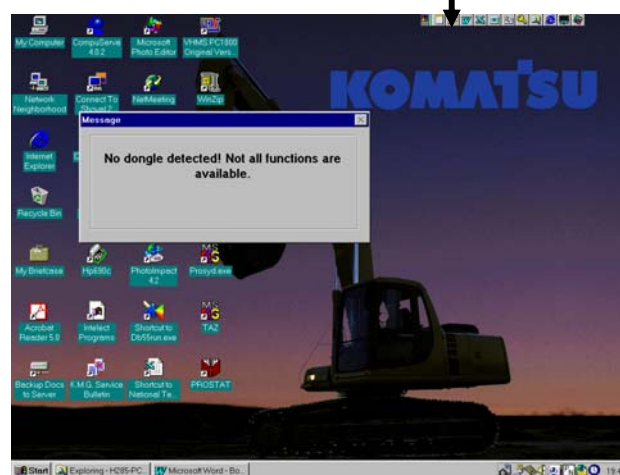 My Computer
CompuServe
4.0.2
Microsoft
Photo Editor
VHMS PC1800
Original Vers...
Network
Neighborhood
Connect To
NetMeeting
WinZip
KOMATSU
Internet
Explorer
Message
No dongle detected! Not all functions are
available.
Recycle Bin
My Briefcase
Hp690c
PhotoImpact
4.2
Prosyd.exe
Acrobat
Reader 5.0
Intelect
Programs
Shortcut to
Db55run.exe
TAZ
Backup Docs
to Server
K.M.G. Service
Bulletin
Shortcut to
National Te...
PROSTAT
Start
Exploring - H285-PC...
Microsoft Word - Bo...